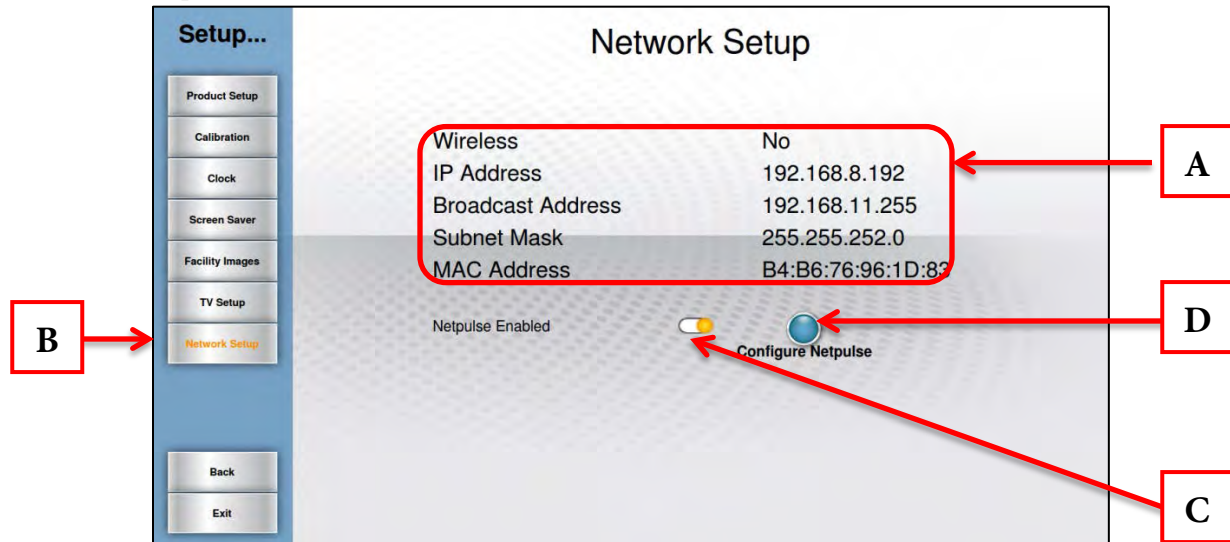 Setup...
Network Setup
Product Setup
Calibration
Clock
Screen Saver
Facility Images
TV Setup
Network Setup
Back
Exit
Wireless No
IP Address 192.168.8.192
Broadcast Address 192.168.11.255
Subnet Mask 255.255.252.0
MAC Address B4:B6:76:96:1D:83
Netpulse Enabled
Configure Netpulse
A
B
D
C